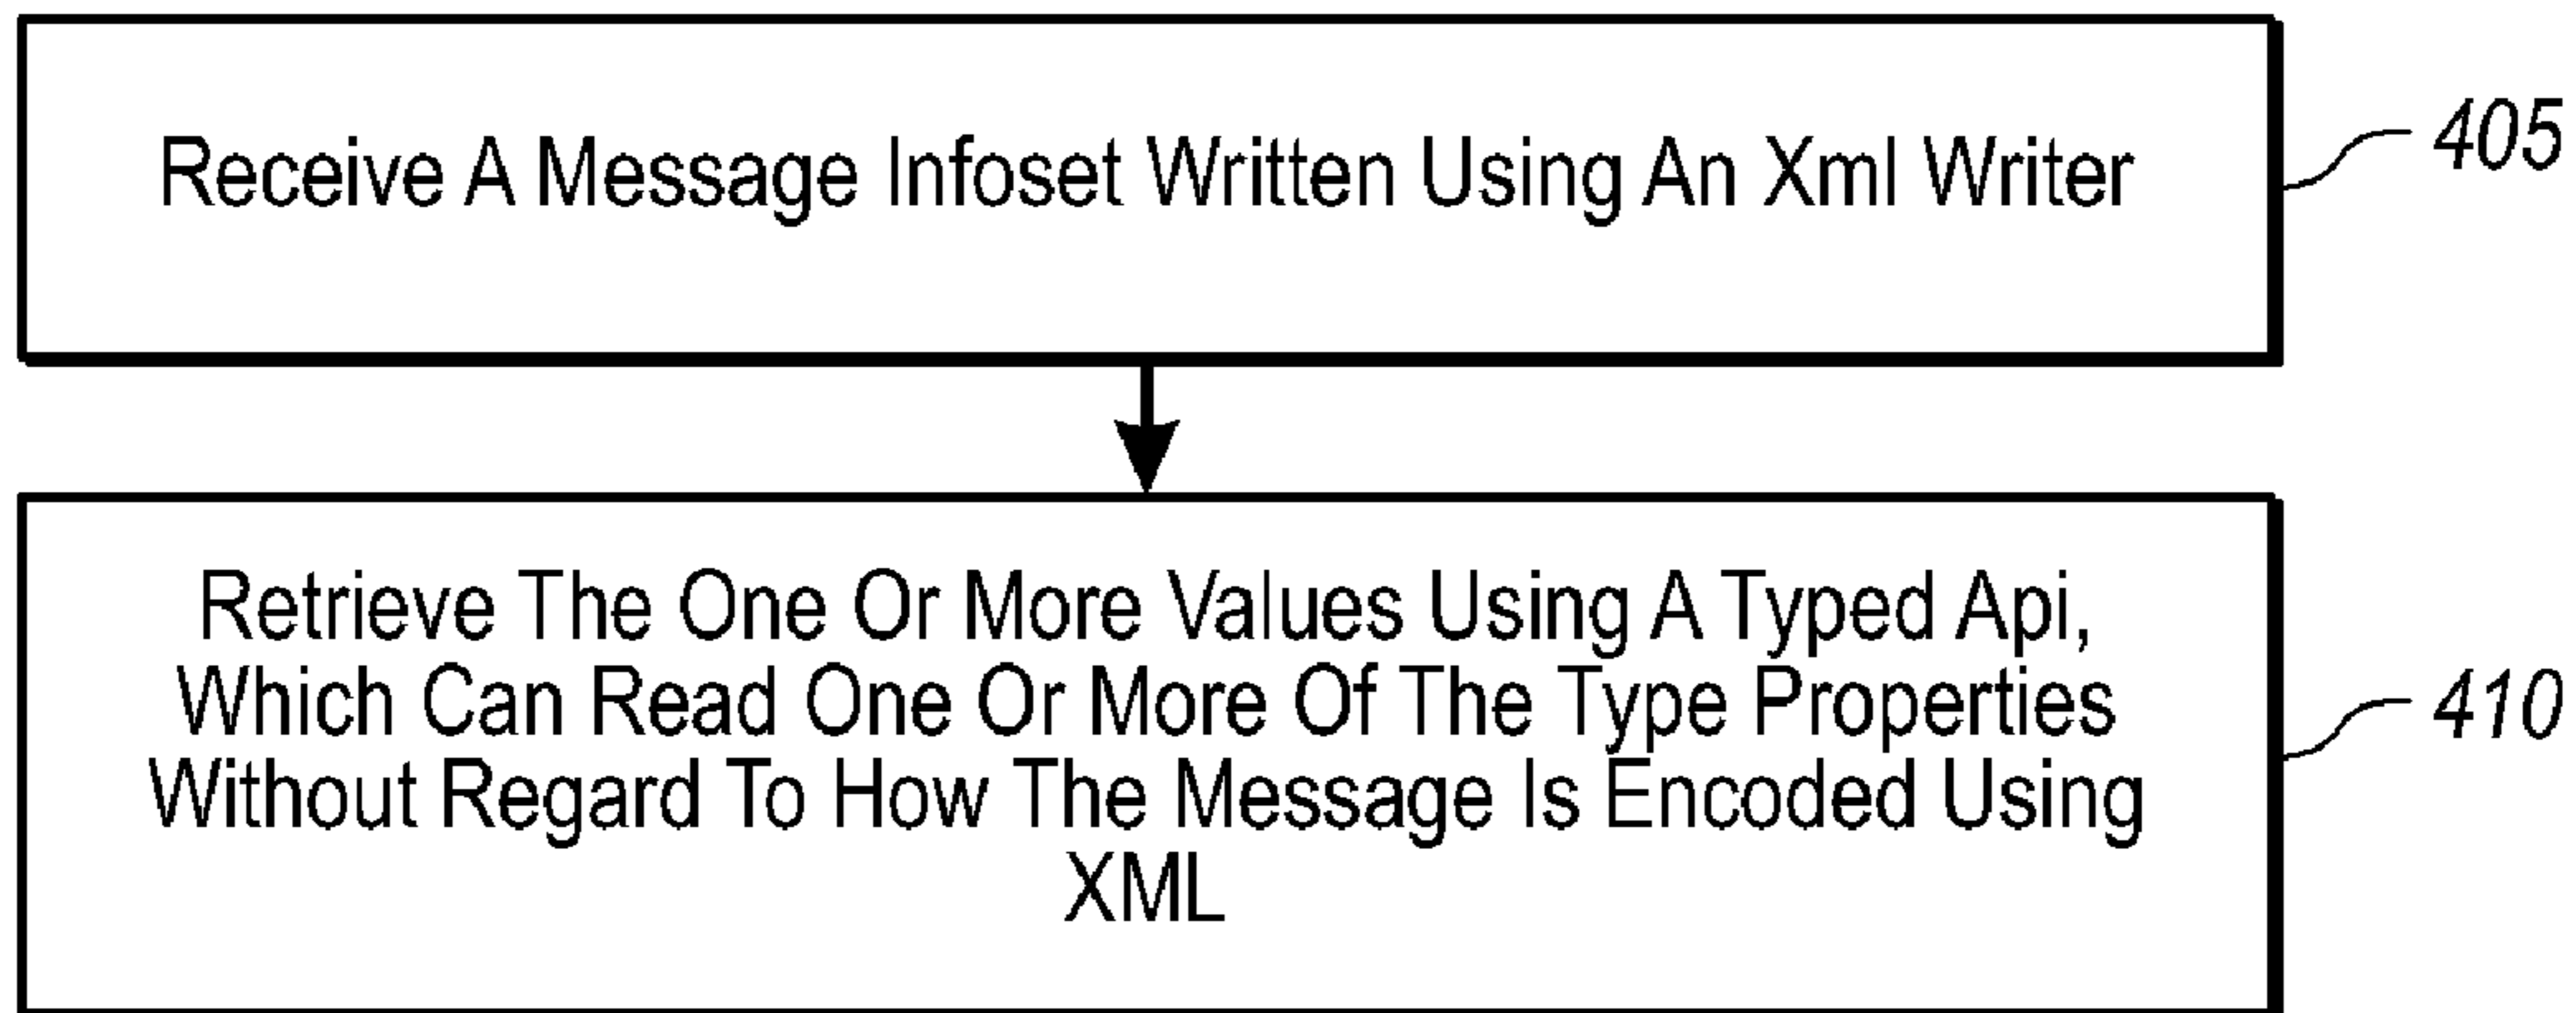 Receive A Message Infoset Written Using An Xml Writer
405
Retrieve The One Or More Values Using A Typed Api,
Which Can Read One Or More Of The Type Properties
Without Regard To How The Message Is Encoded Using
XML
410